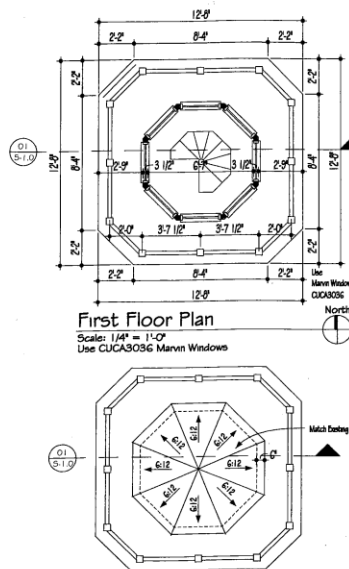 12'-8"
2'-2" 8'-4" 2'-2"
2'-2" 2'-2"
01
S-1.0
12'-8" 8'-4" 2'-9" 3 1/2" 3 1/2" 2'-9" 8'-4" 12'-8"
2'-0" 3'-7 1/2" 3'-7 1/2" 2'-0"
2'-2" 2'-2"
2'-2" 8'-4" 2'-2"
12'-8"
Use
Marvin Window
CUCA3036
First Floor Plan
Scale: 1/4" = 1'-0"
Use CUCA3036 Marvin Windows
North
6:12
6:12 6:12
Match Existing
01
S-1.0
6:12 6:12
6"
6:12 6:12
6:12